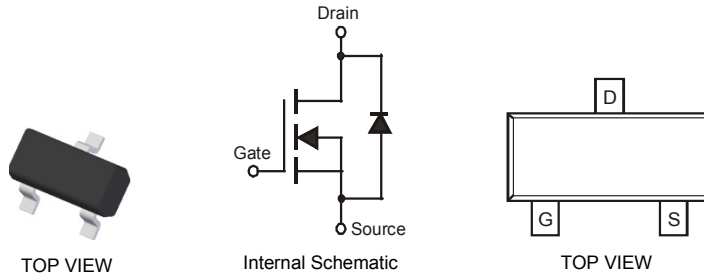 Drain
D
Gate
G
S
Source
TOP VIEW
Internal Schematic
TOP VIEW